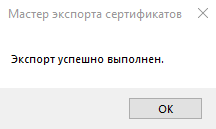 Мастер экспорта сертификатов
Экспорт успешно выполнен.
ОК